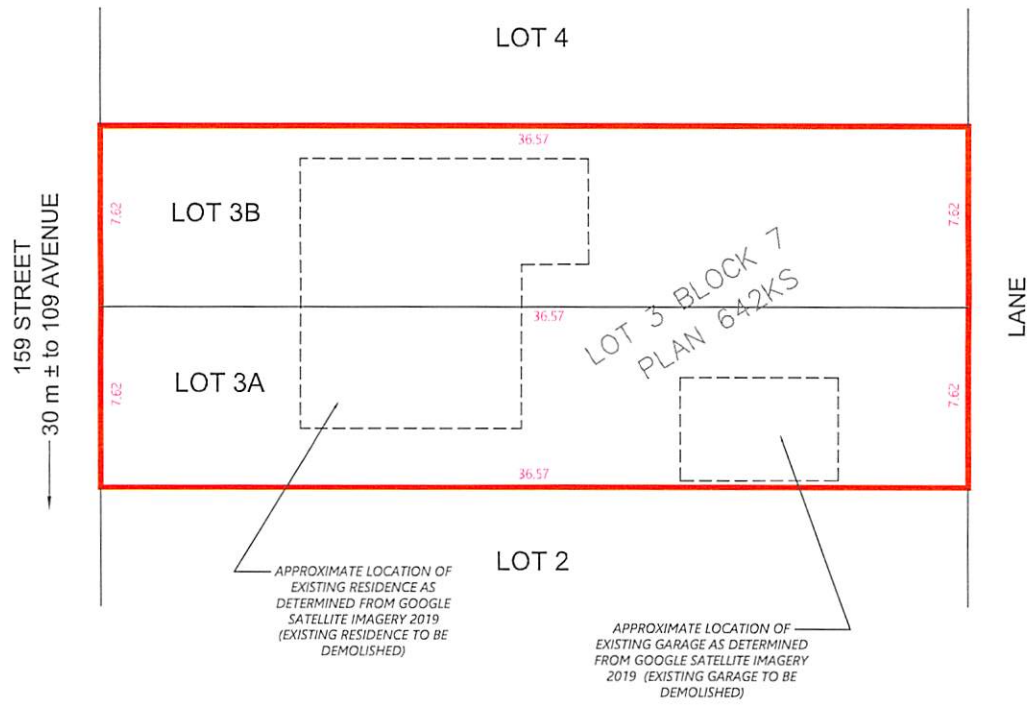 LOT 4
36.57
7.62
LOT 3B
7.62
159 STREET
30 m ± to 109 AVENUE
LOT 3 BLOCK 7
PLAN 642KS
LANE
36.57
7.62
LOT 3A
7.62
36.57
LOT 2
APPROXIMATE LOCATION OF
EXISTING RESIDENCE AS
DETERMINED FROM GOOGLE
SATELLITE IMAGERY 2019
(EXISTING RESIDENCE TO BE
DEMOLISHED)
APPROXIMATE LOCATION OF
EXISTING GARAGE AS DETERMINED
FROM GOOGLE SATELLITE IMAGERY
2019 (EXISTING GARAGE TO BE
DEMOLISHED)